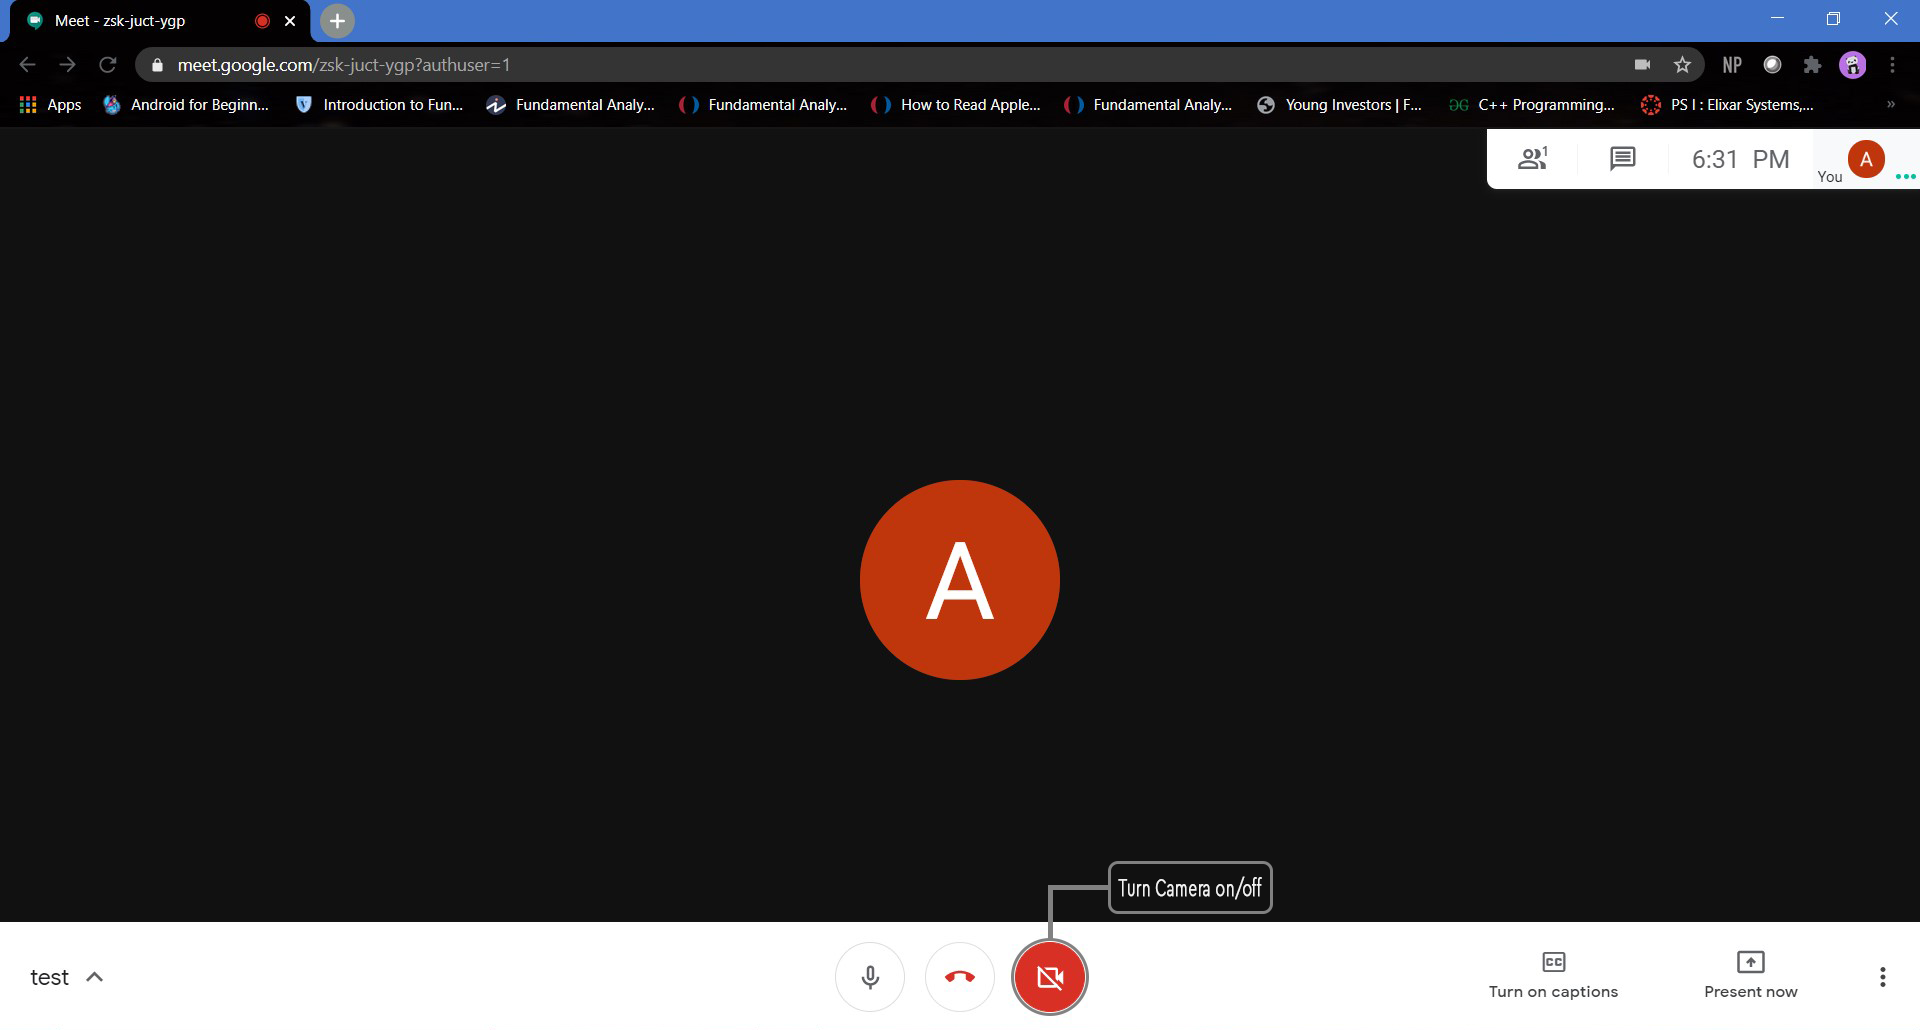 Meet - zsk-juct-ygp
meet.google.com/zsk-juct-ygp?authuser=1
NP
Apps
Android for Beginn...
Introduction to Fun...
Fundamental Analy...
Fundamental Analy...
How to Read Apple...
Fundamental Analy...
Young Investors | F...
C++ Programming...
PS I : Elixar Systems,...
1
6:31 PM
You
A
A
Turn Camera on/off
test
CC
Turn on captions
Present now